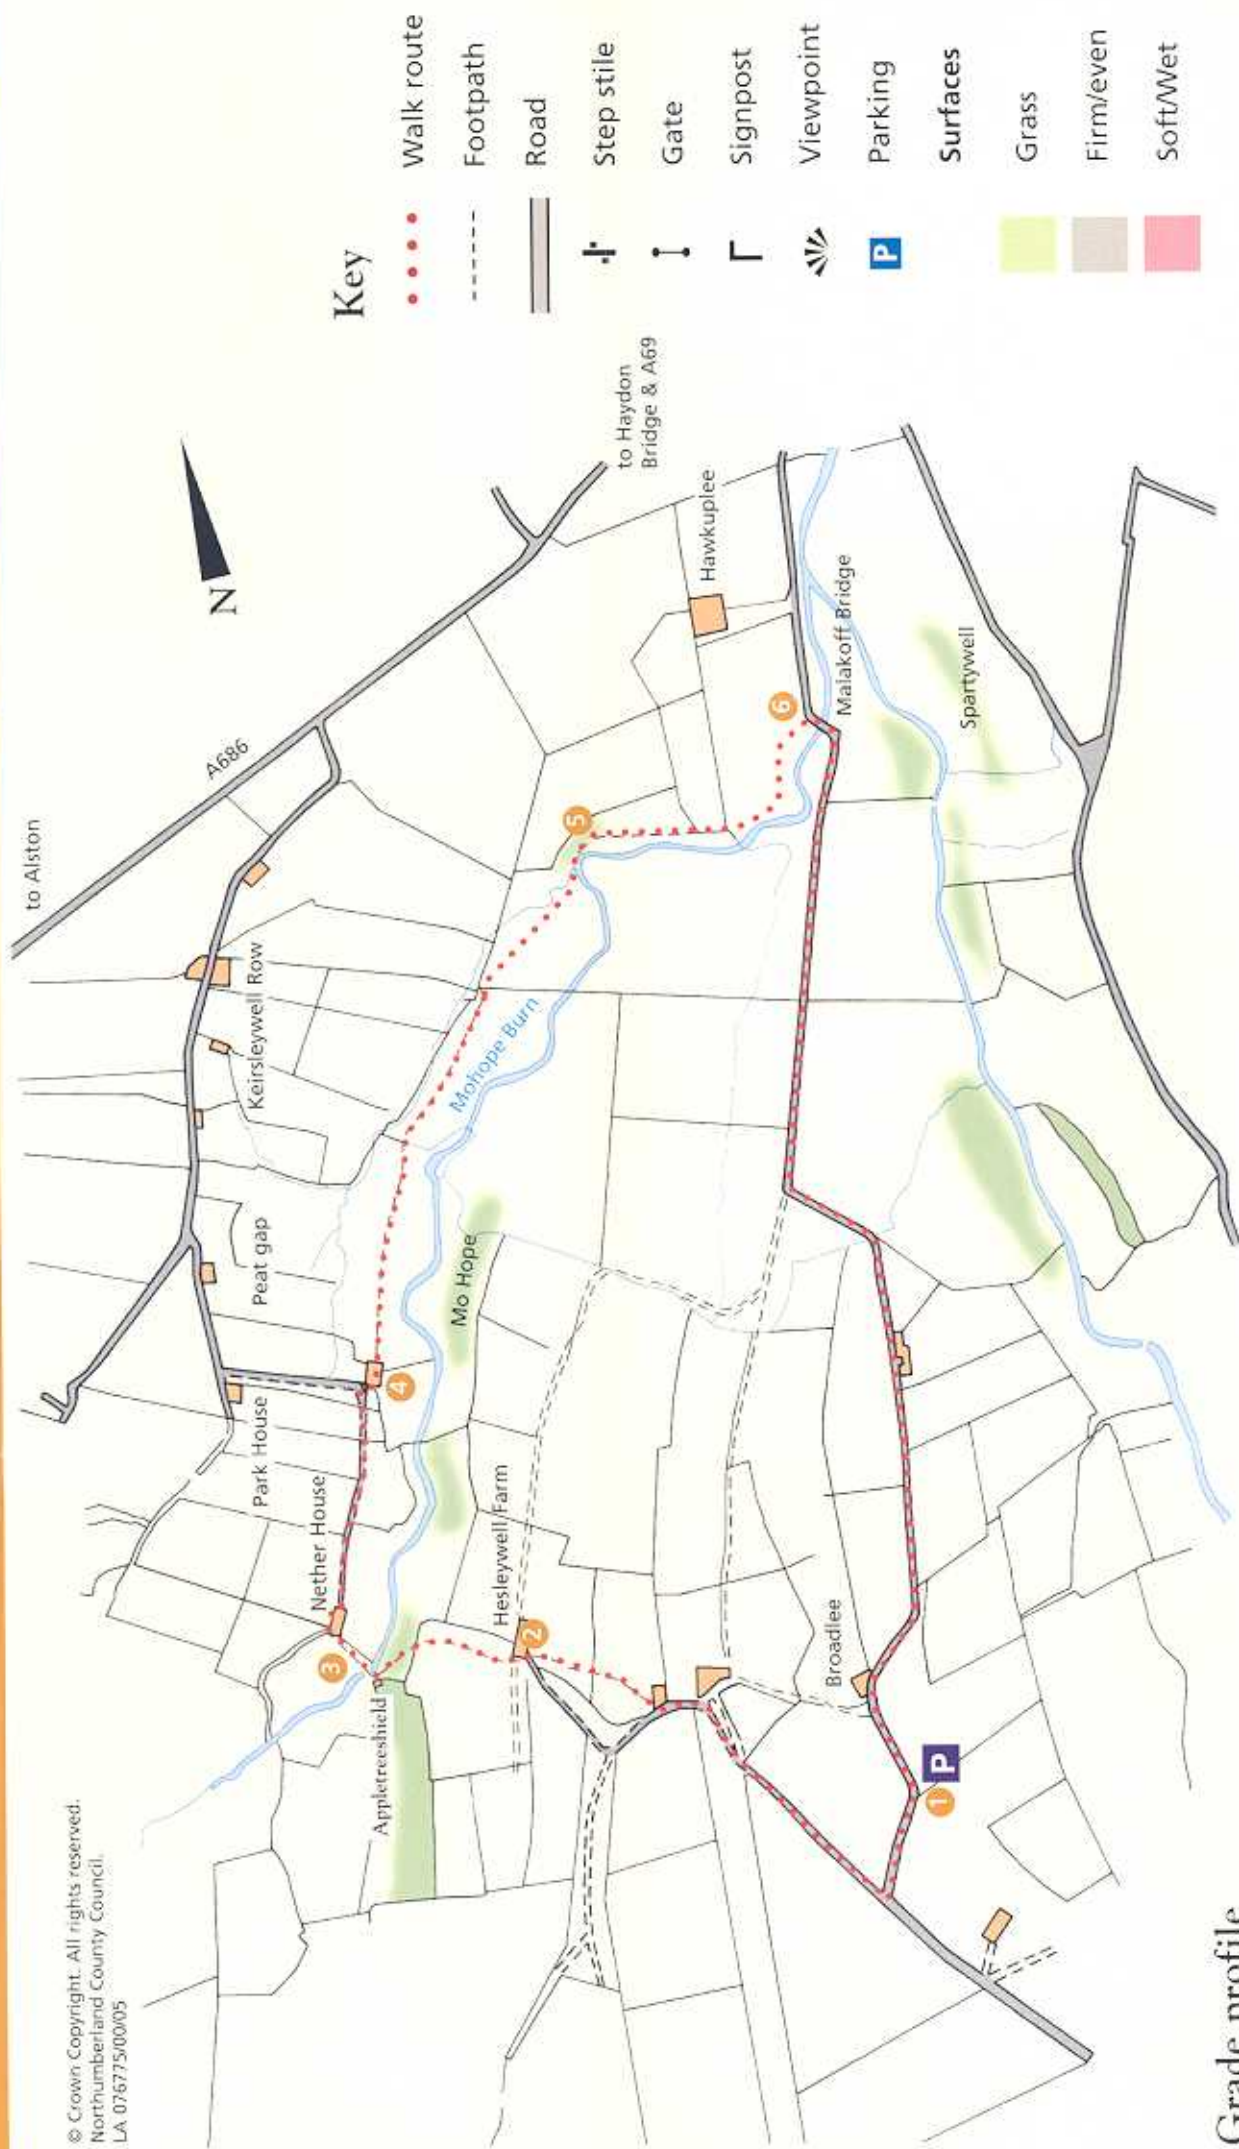 © Crown Copyright. All rights reserved.
Northumberland County Council.
LA 076775/00/05
to Alston
A686
N
to Haydon
Bridge & A69
Keirsleywell Row
Peat gap
Park House
Nether House
Appletreeshield
Hesleywell Farm
Mo Hope
Mohope Burn
Hawkuplee
Malakoff Bridge
Spartywell
Broadlee
1
P
2
3
4
5
6
Key
Walk route
Footpath
Road
Step stile
Gate
Signpost
Viewpoint
P
Parking
Surfaces
Grass
Firm/even
Soft/Wet
Grade profile